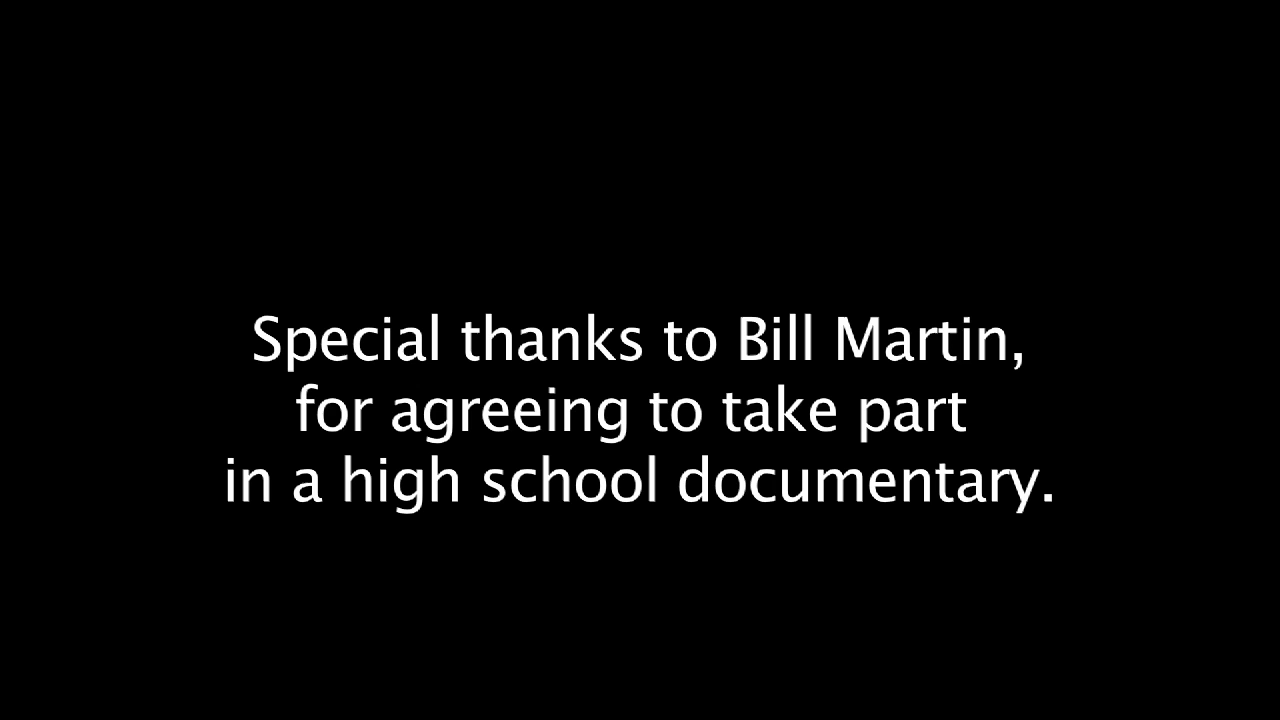 Special thanks to Bill Martin,
for agreeing to take part
in a high school documentary.